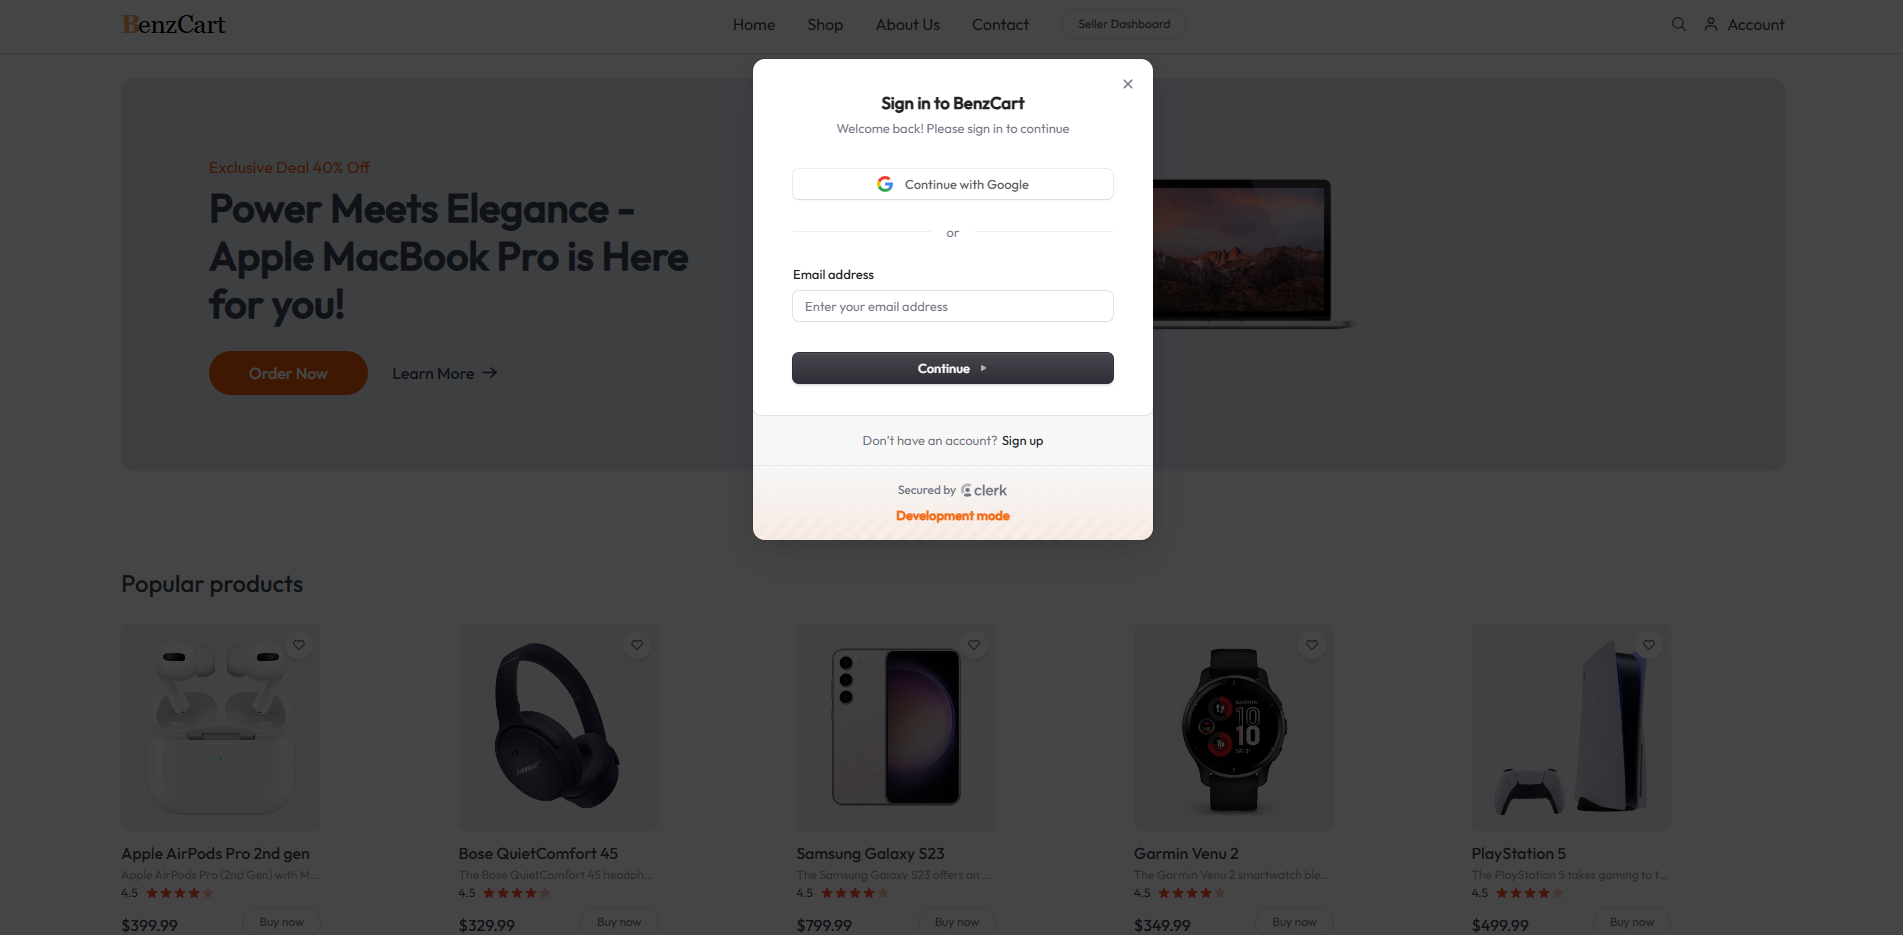 BenzCart
Home
Shop
About Us
Contact
Seller Dashboard
Account
Sign in to BenzCart
Welcome back! Please sign in to continue
Continue with Google
or
Email address
Enter your email address
Continue
Don't have an account? Sign up
Secured by clerk
Development mode
Exclusive Deal 40% Off
Power Meets Elegance -
Apple MacBook Pro is Here
for you!
Order Now
Learn More
Popular products
BOSE
GARMIN
10
10
Apple AirPods Pro 2nd gen
Apple AirPods Pro (2nd Gen) with M...
4.5
$399.99
Buy now
Bose QuietComfort 45
The Bose QuietComfort 45 headph...
4.5
$329.99
Buy now
Samsung Galaxy S23
The Samsung Galaxy S23 offers an ...
4.5
$799.99
Buy now
Garmin Venu 2
The Garmin Venu 2 smartwatch ble...
4.5
$349.99
Buy now
PlayStation 5
The PlayStation 5 takes gaming to t...
4.5
$499.99
Buy now